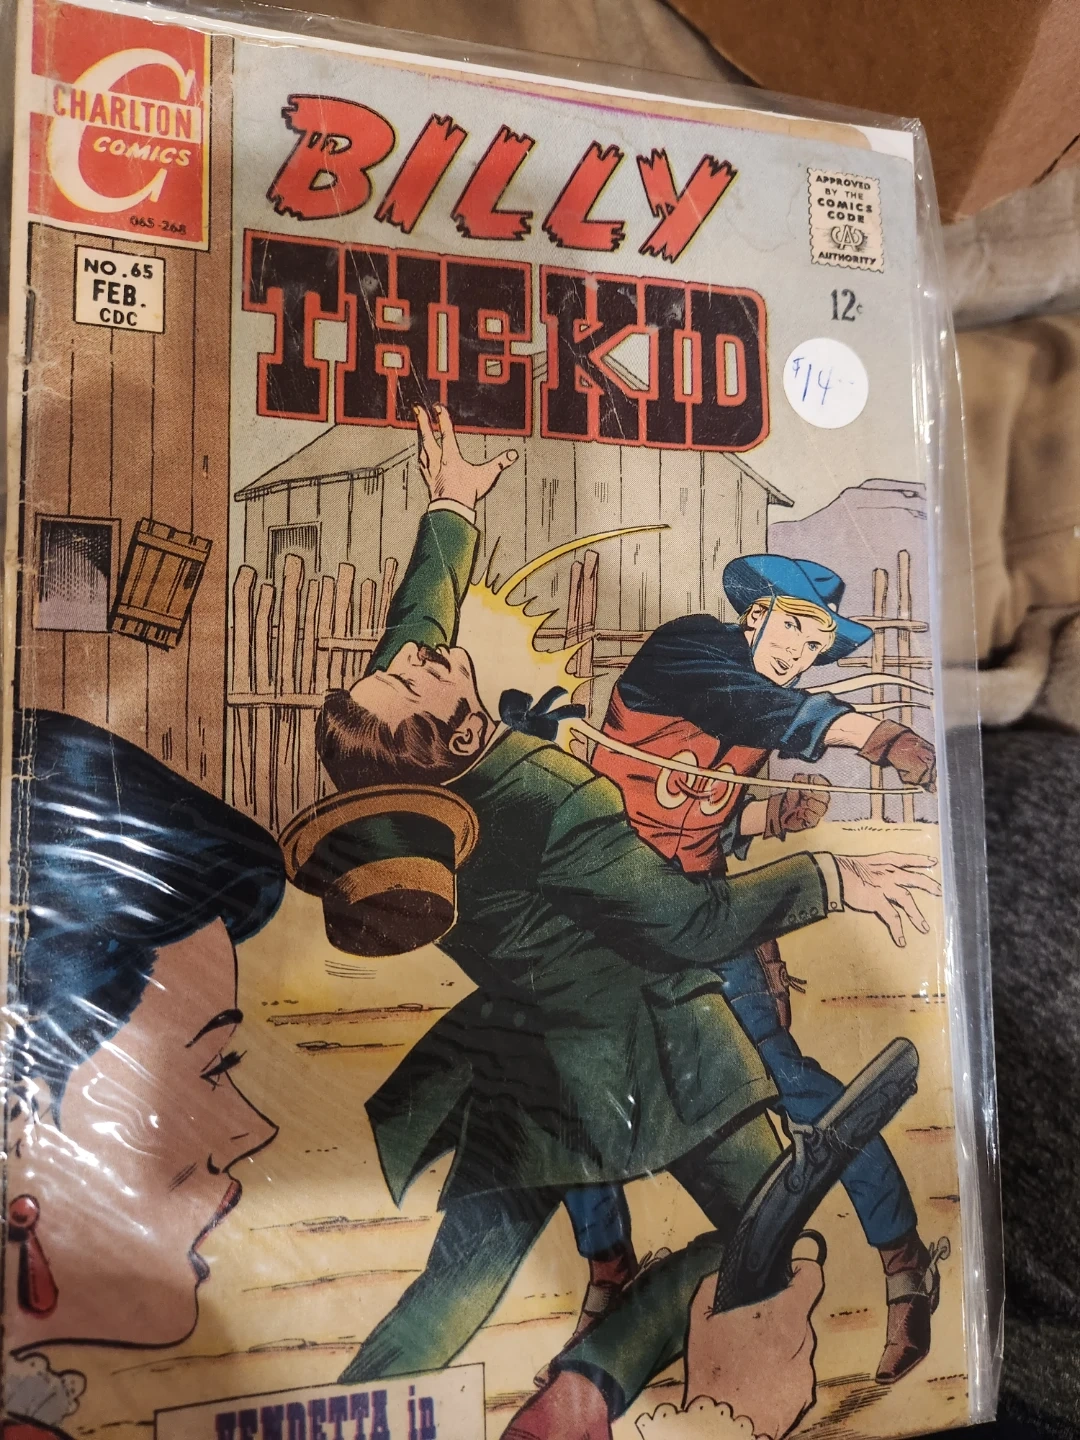 CHARLTON
COMICS
065-268
NO.65
FEB.
CDC
BILLY
THE KID
APPROVED
BY THE
COMICS
CODE
AUTHORITY
12¢
$14--
VENDETTA in